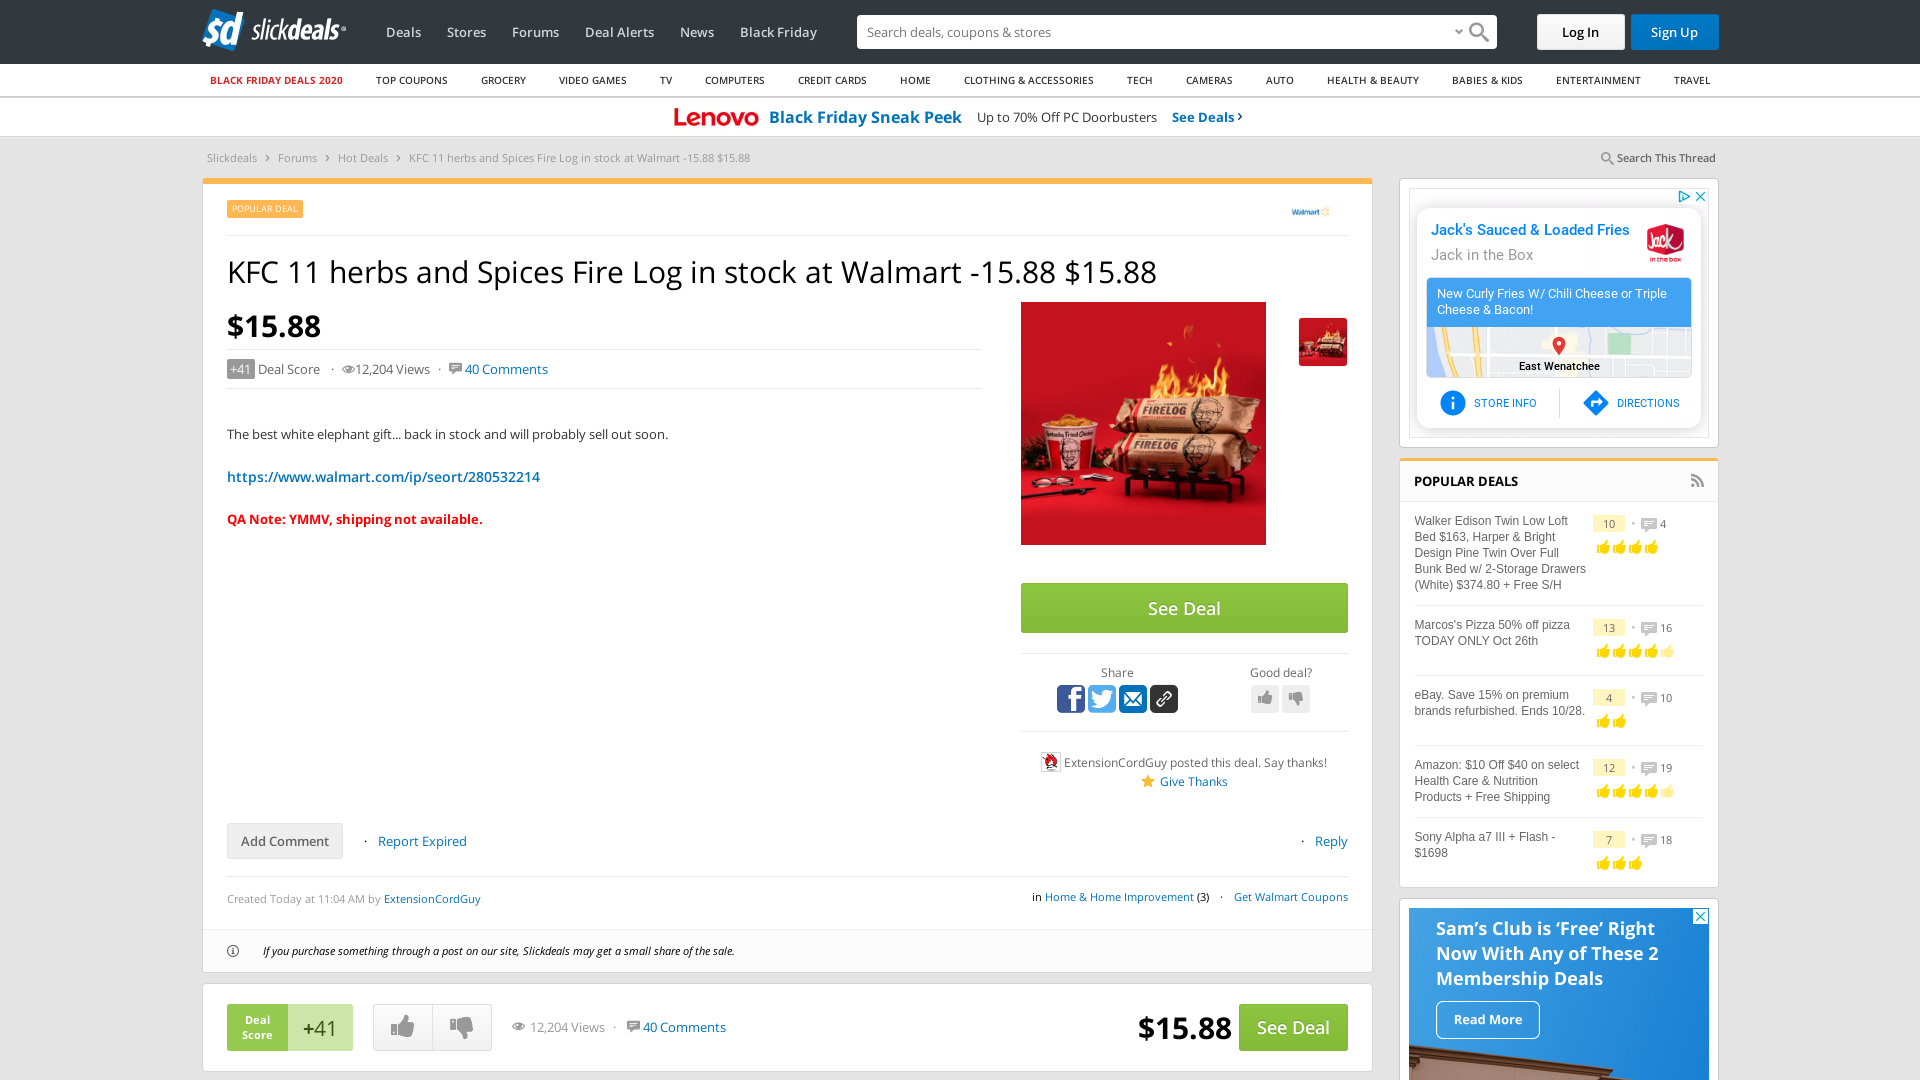 sd slickdeals
Deals Stores Forums Deal Alerts News Black Friday
Search deals, coupons & shops
Log In Sign Up
BLACK FRIDAY DEALS 2020 TOP COUPONS GROCERY VIDEO GAMES TV COMPUTERS CREDIT CARDS HOME CLOTHING & ACCESSORIES TECH CAMERAS AUTO HEALTH & BEAUTY BABIES & KIDS ENTERTAINMENT TRAVEL
Lenovo Black Friday Sneak Peek Up to 70% Off PC Doorbusters See Deals ›
Slickdeals › Forums › Hot Deals › KFC 11 herbs and Spices Fire Log in stock at Walmart -15.88 $15.88
Search This Thread
POPULAR DEAL
Walmart
KFC 11 herbs and Spices Fire Log in stock at Walmart -15.88 $15.88
$15.88
+41 Deal Score · 12,204 Views · 40 Comments
The best white elephant gift... back in stock and will probably sell out soon.
https://www.walmart.com/ip/seort/280532214
QA Note: YMMV, shipping not available.
FIRELOG
FIRELOG
Kentucky Fried Chicken
See Deal
Share
Good deal?
ExtensionCordGuy posted this deal. Say thanks!
Give Thanks
Add Comment · Report Expired
· Reply
Created Today at 11:04 AM by ExtensionCordGuy
in Home & Home Improvement (3) · Get Walmart Coupons
If you purchase something through a post on our site, Slickdeals may get a small share of the sale.
Deal Score +41
12,204 Views · 40 Comments
$15.88 See Deal
Jack's Sauced & Loaded Fries
Jack in the Box
Jack in the box
New Curly Fries W/ Chili Cheese or Triple
Cheese & Bacon!
East Wenatchee
STORE INFO DIRECTIONS
POPULAR DEALS
Walker Edison Twin Low Loft
Bed $163, Harper & Bright
Design Pine Twin Over Full
Bunk Bed w/ 2-Storage Drawers
(White) $374.80 + Free S/H
10 · 4
Marcos's Pizza 50% off pizza
TODAY ONLY Oct 26th
13 · 16
eBay. Save 15% on premium
brands refurbished. Ends 10/28.
4 · 10
Amazon: $10 Off $40 on select
Health Care & Nutrition
Products + Free Shipping
12 · 19
Sony Alpha a7 III + Flash -
$1698
7 · 18
Sam’s Club is ‘Free’ Right
Now With Any of These 2
Membership Deals
Read More